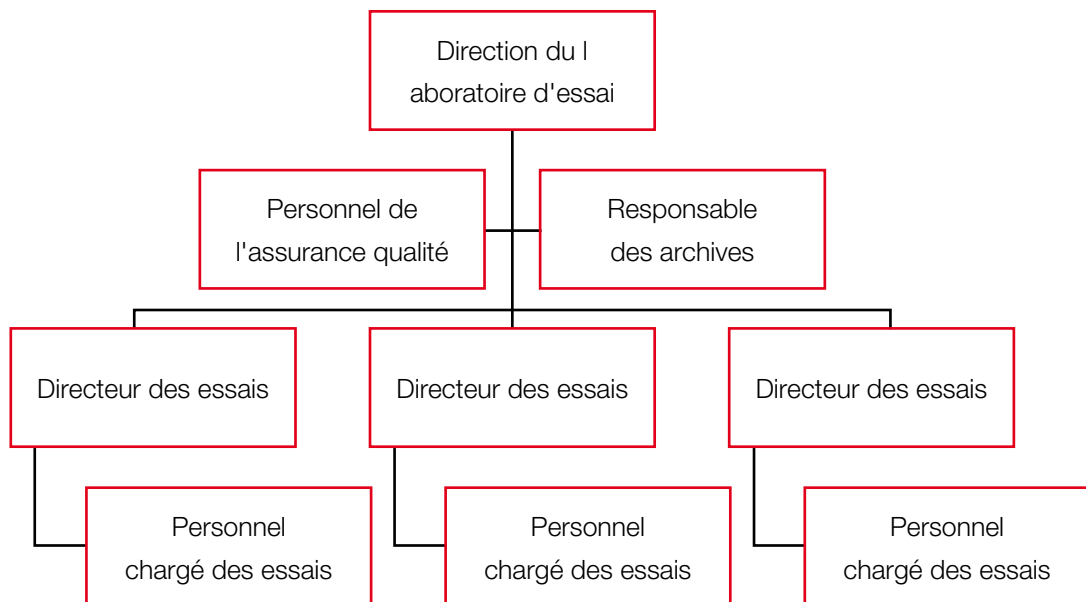 Direction du l
aboratoire d'essai
Personnel de
l'assurance qualité
Responsable
des archives
Directeur des essais
Directeur des essais
Directeur des essais
Personnel
chargé des essais
Personnel
chargé des essais
Personnel
chargé des essais